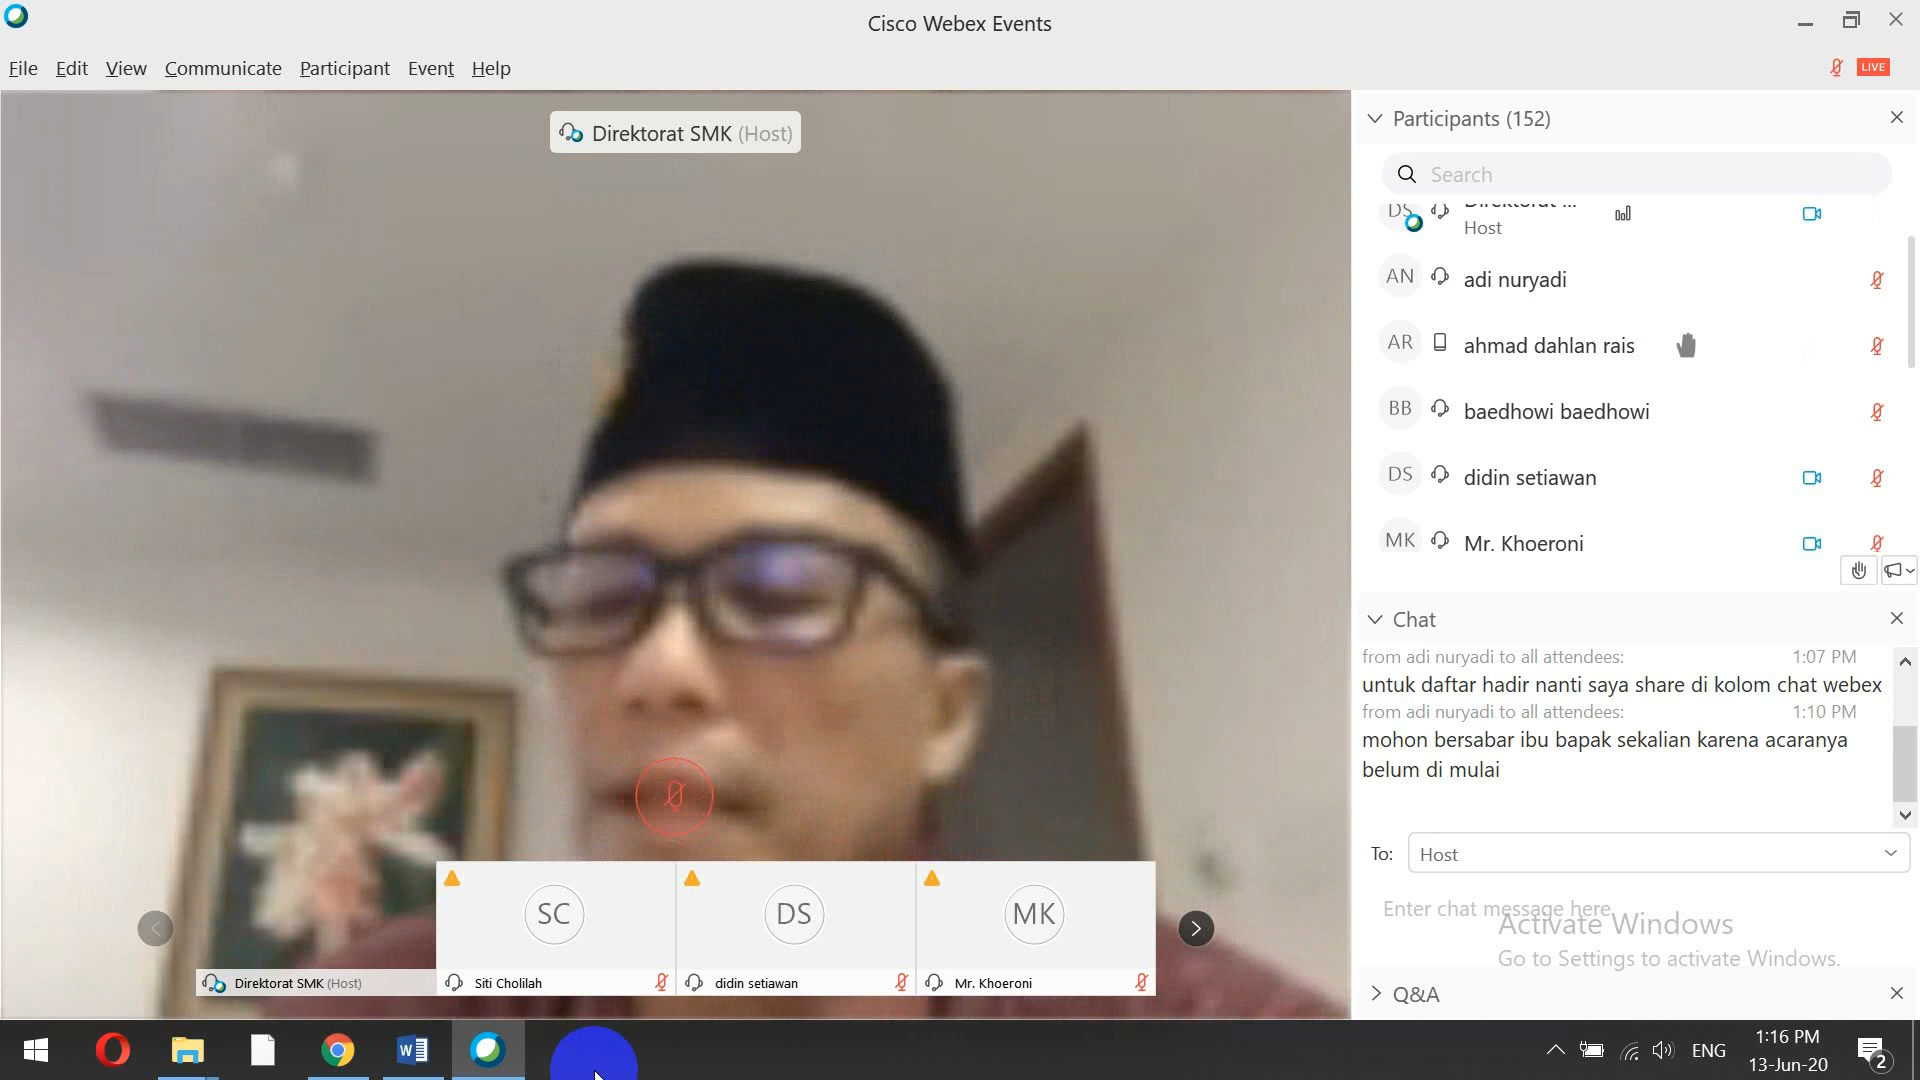 Cisco Webex Events
File Edit View Communicate Participant Event Help
LIVE
Direktorat SMK (Host)
Participants (152)
Search
DS Direktorat ...
Host
AN adi nuryadi
AR ahmad dahlan rais
BB baedhowi baedhowi
DS didin setiawan
MK Mr. Khoeroni
Chat
from adi nuryadi to all attendees: 1:07 PM
untuk daftar hadir nanti saya share di kolom chat webex
from adi nuryadi to all attendees: 1:10 PM
mohon bersabar ibu bapak sekalian karena acaranya
belum di mulai
To: Host
Enter chat message here
Activate Windows
Go to Settings to activate Windows.
Q&A
SC DS MK
Direktorat SMK (Host) Siti Cholilah didin setiawan Mr. Khoeroni
ENG
1:16 PM
13-Jun-20
2